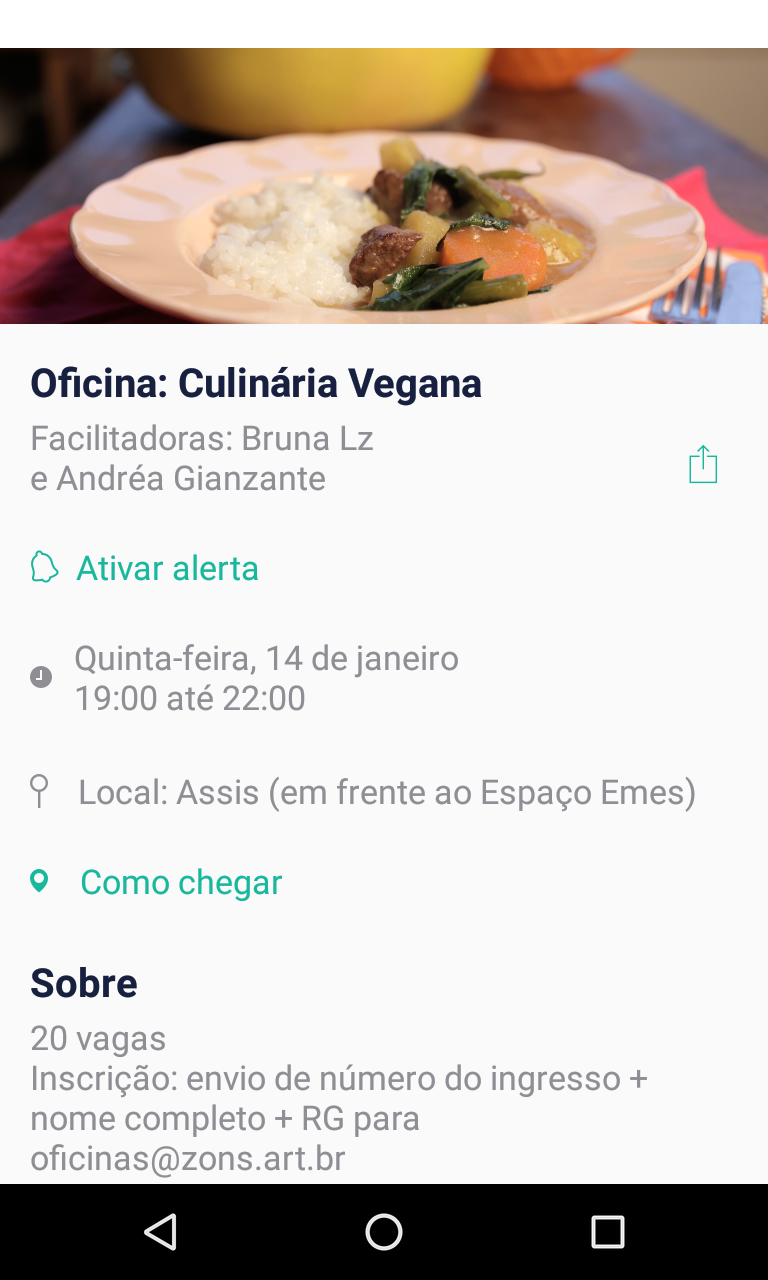 Oficina: Culinária Vegana
Facilitadoras: Bruna Lz
e Andréa Gianzante
Ativar alerta
Quinta-feira, 14 de janeiro
19:00 até 22:00
Local: Assis (em frente ao Espaço Emes)
Como chegar
Sobre
20 vagas
Inscrição: envio de número do ingresso +
nome completo + RG para
oficinas@zons.art.br